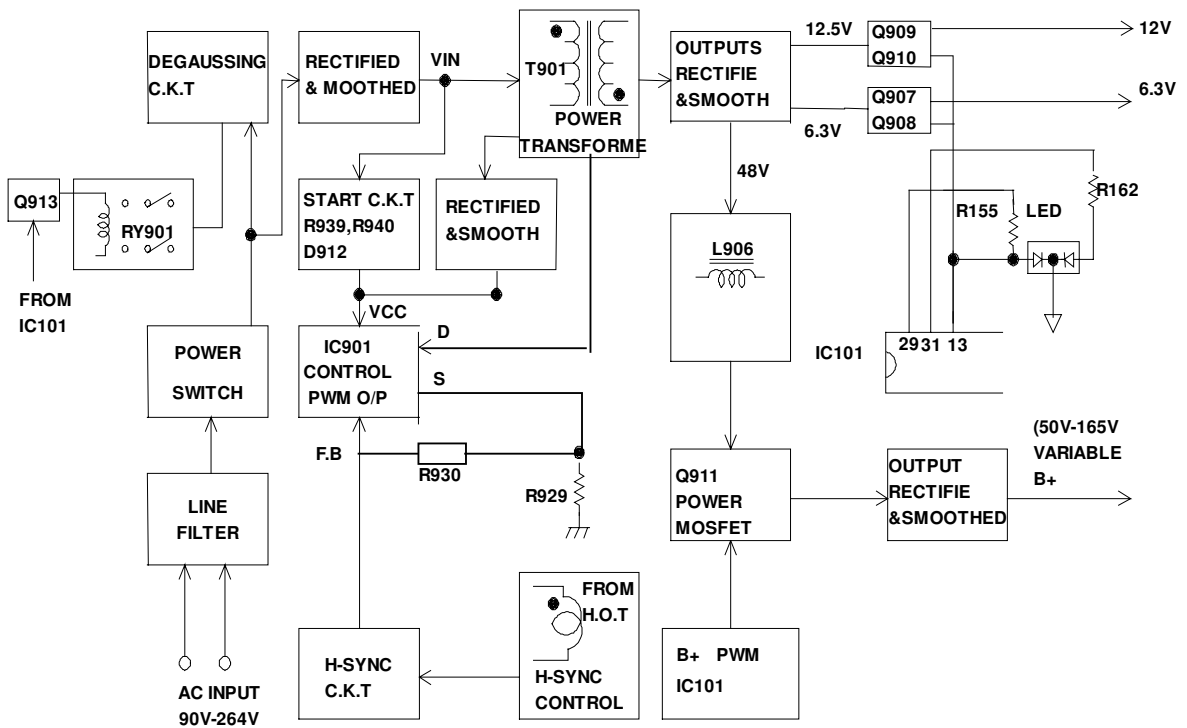 12.5V
Q909
Q910
12V
DEGAUSSING
C.K.T
RECTIFIED
& MOOTHED
VIN
T901
POWER
TRANSFORME
OUTPUTS
RECTIFIE
&SMOOTH
6.3V
Q907
Q908
6.3V
48V
Q913
RY901
FROM
IC101
START C.K.T
R939,R940
D912
RECTIFIED
&SMOOTH
L906
R155
LED
R162
VCC
POWER
SWITCH
IC901
CONTROL
PWM O/P
D
S
IC101
29 31 13
F.B
R930
R929
LINE
FILTER
Q911
POWER
MOSFET
OUTPUT
RECTIFIE
&SMOOTHED
(50V-165V
VARIABLE
B+
AC INPUT
90V-264V
H-SYNC
C.K.T
FROM
H.O.T
H-SYNC
CONTROL
B+ PWM
IC101